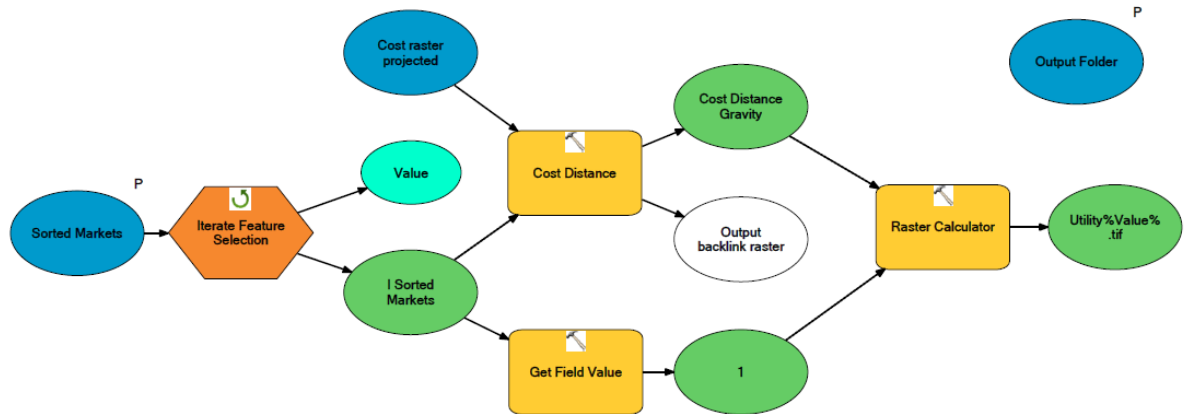 P
Cost raster
projected
Output Folder
Cost Distance
Gravity
Value
Cost Distance
P
Sorted Markets
Iterate Feature
Selection
Output
backlink raster
Raster Calculator
Utility%Value%
.tif
I Sorted
Markets
Get Field Value
1